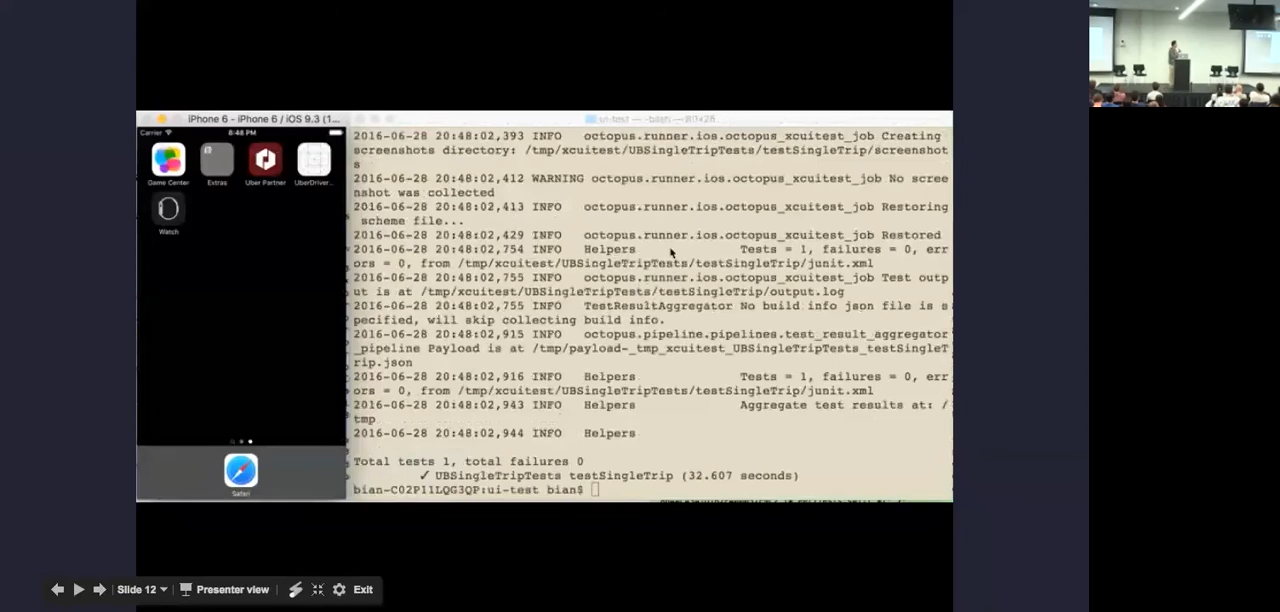 iPhone 6 - iPhone 6 / iOS 9.3 (1...
ui-test — -bash — 80×26
Carrier
8:48 PM
Game Center
Extras
Uber Partner
UberDriver...
Watch
Safari
2016-06-28 20:48:02,393 INFO octopus.runner.ios.octopus_xcuitest_job Creating
screenshots directory: /tmp/xcuitest/UBSingleTripTests/testSingleTrip/screenshot
s
2016-06-28 20:48:02,412 WARNING octopus.runner.ios.octopus_xcuitest_job No scree
nshot was collected
2016-06-28 20:48:02,413 INFO octopus.runner.ios.octopus_xcuitest_job Restoring
scheme file...
2016-06-28 20:48:02,429 INFO octopus.runner.ios.octopus_xcuitest_job Restored
2016-06-28 20:48:02,754 INFO Helpers Tests = 1, failures = 0, err
ors = 0, from /tmp/xcuitest/UBSingleTripTests/testSingleTrip/junit.xml
2016-06-28 20:48:02,755 INFO octopus.runner.ios.octopus_xcuitest_job Test outp
ut is at /tmp/xcuitest/UBSingleTripTests/testSingleTrip/output.log
2016-06-28 20:48:02,755 INFO TestResultAggregator No build info json file is s
pecified, will skip collecting build info.
2016-06-28 20:48:02,915 INFO octopus.pipeline.pipelines.test_result_aggregator
_pipeline Payload is at /tmp/payload-_tmp_xcuitest_UBSingleTripTests_testSingleT
rip.json
2016-06-28 20:48:02,916 INFO Helpers Tests = 1, failures = 0, err
ors = 0, from /tmp/xcuitest/UBSingleTripTests/testSingleTrip/junit.xml
2016-06-28 20:48:02,943 INFO Helpers Aggregate test results at: /
tmp
2016-06-28 20:48:02,944 INFO Helpers
Total tests 1, total failures 0
✓ UBSingleTripTests testSingleTrip (32.607 seconds)
bian-C02P11LQG3QP:ui-test bian$
Slide 12
Presenter view
Exit